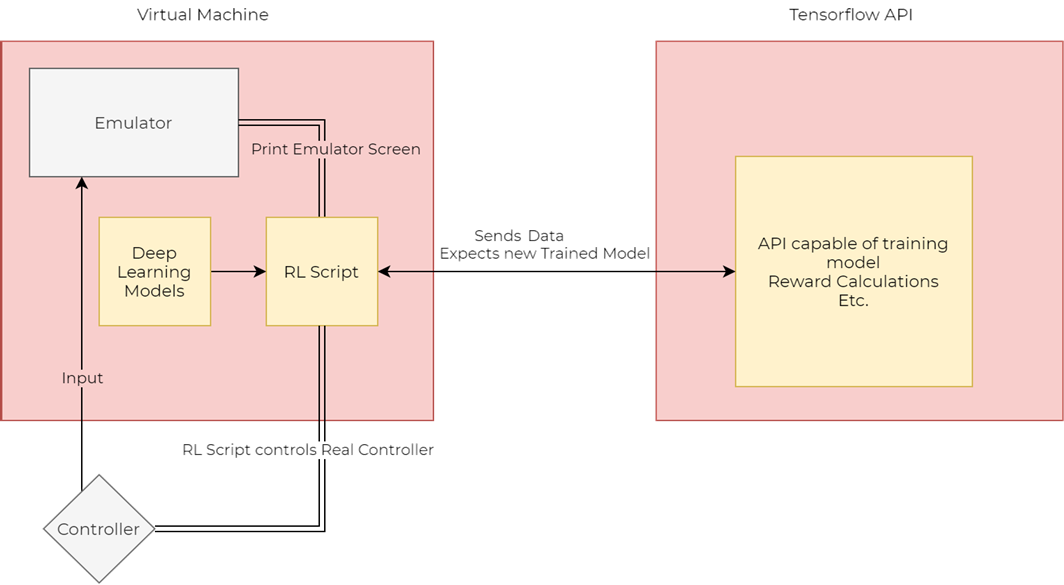 Virtual Machine
Tensorflow API
Emulator
Print Emulator Screen
Deep
Learning
Models
RL Script
Sends Data
Expects new Trained Model
API capable of training
model
Reward Calculations
Etc.
Input
RL Script controls Real Controller
Controller